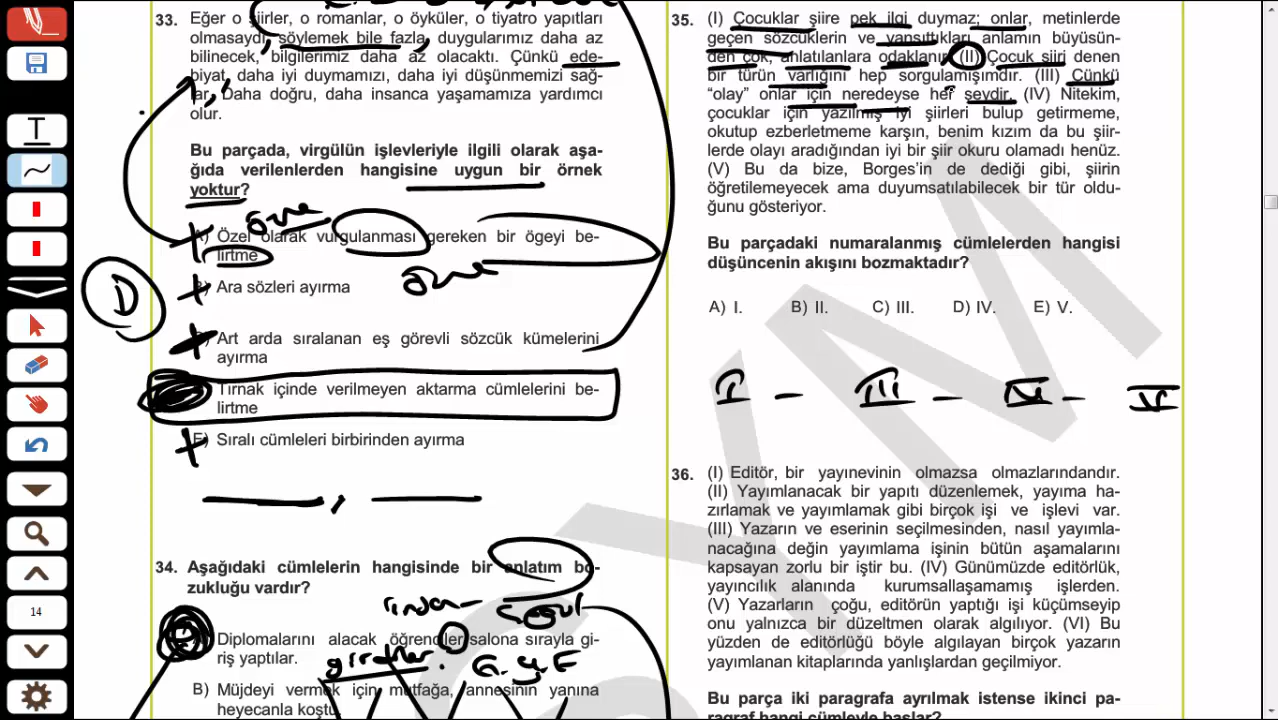 33. Eğer o şiirler, o romanlar, o öyküler, o tiyatro yapıtları
olmasaydı, söylemek bile fazla, duygularımız daha az
bilinecek, bilgilerimiz daha az olacaktı. Çünkü ede-
biyat, daha iyi duymamızı, daha iyi düşünmemizi sağ-
lar. Daha doğru, daha insanca yaşamamıza yardımcı
olur.
Bu parçada, virgülün işlevleriyle ilgili olarak aşa-
ğıda verilenlerden hangisine uygun bir örnek
yoktur?
A) Özel olarak vurgulanması gereken bir ögeyi be-
lirtme
B) Ara sözleri ayırma
C) Art arda sıralanan eş görevli sözcük kümelerini
ayırma
Tırnak içinde verilmeyen aktarma cümlelerini be-
lirtme
E) Sıralı cümleleri birbirinden ayırma
özne
özne
D
34. Aşağıdaki cümlelerin hangisinde bir anlatım bo-
zukluğu vardır?
Diplomalarını alacak öğrenciler salona sırayla gi-
riş yaptılar.
B) Müjdeyi vermek için mutfağa, annesinin yanına
heyecanla koştu.
35. (I) Çocuklar şiire pek ilgi duymaz; onlar, metinlerde
geçen sözcüklerin ve yansıttıkları anlamın büyüsün-
den çok, anlatılanlara odaklanır. (II) Çocuk şiiri denen
bir türün varlığını hep sorgulamışımdır. (III) Çünkü
“olay” onlar için neredeyse her şeydir. (IV) Nitekim,
çocuklar için yazılmış iyi şiirleri bulup getirmeme,
okutup ezberletmeme karşın, benim kızım da bu şiir-
lerde olayı aradığından iyi bir şiir okuru olamadı henüz.
(V) Bu da bize, Borges’in de dediği gibi, şiirin
öğretilemeyecek ama duyumsatılabilecek bir tür oldu-
ğunu gösteriyor.
Bu parçadaki numaralanmış cümlelerden hangisi
düşüncenin akışını bozmaktadır?
A) I. B) II. C) III. D) IV. E) V.
I - III - IV - V
36. (I) Editör, bir yayınevinin olmazsa olmazlarındandır.
(II) Yayımlanacak bir yapıtı düzenlemek, yayıma ha-
zırlamak ve yayımlamak gibi birçok işi ve işlevi var.
(III) Yazarın ve eserinin seçilmesinden, nasıl yayımla-
nacağına değin yayımlama işinin bütün aşamalarını
kapsayan zorlu bir iştir bu. (IV) Günümüzde editörlük,
yayıncılık alanında kurumsallaşamamış işlerden.
(V) Yazarların çoğu, editörün yaptığı işi küçümseyip
onu yalnızca bir düzeltmen olarak algılıyor. (VI) Bu
yüzden de editörlüğü böyle algılayan birçok yazarın
yayımlanan kitaplarında yanlışlardan geçilmiyor.
Bu parça iki paragrafa ayrılmak istense ikinci pa-
ragraf hangi cümleyle başlar?
14